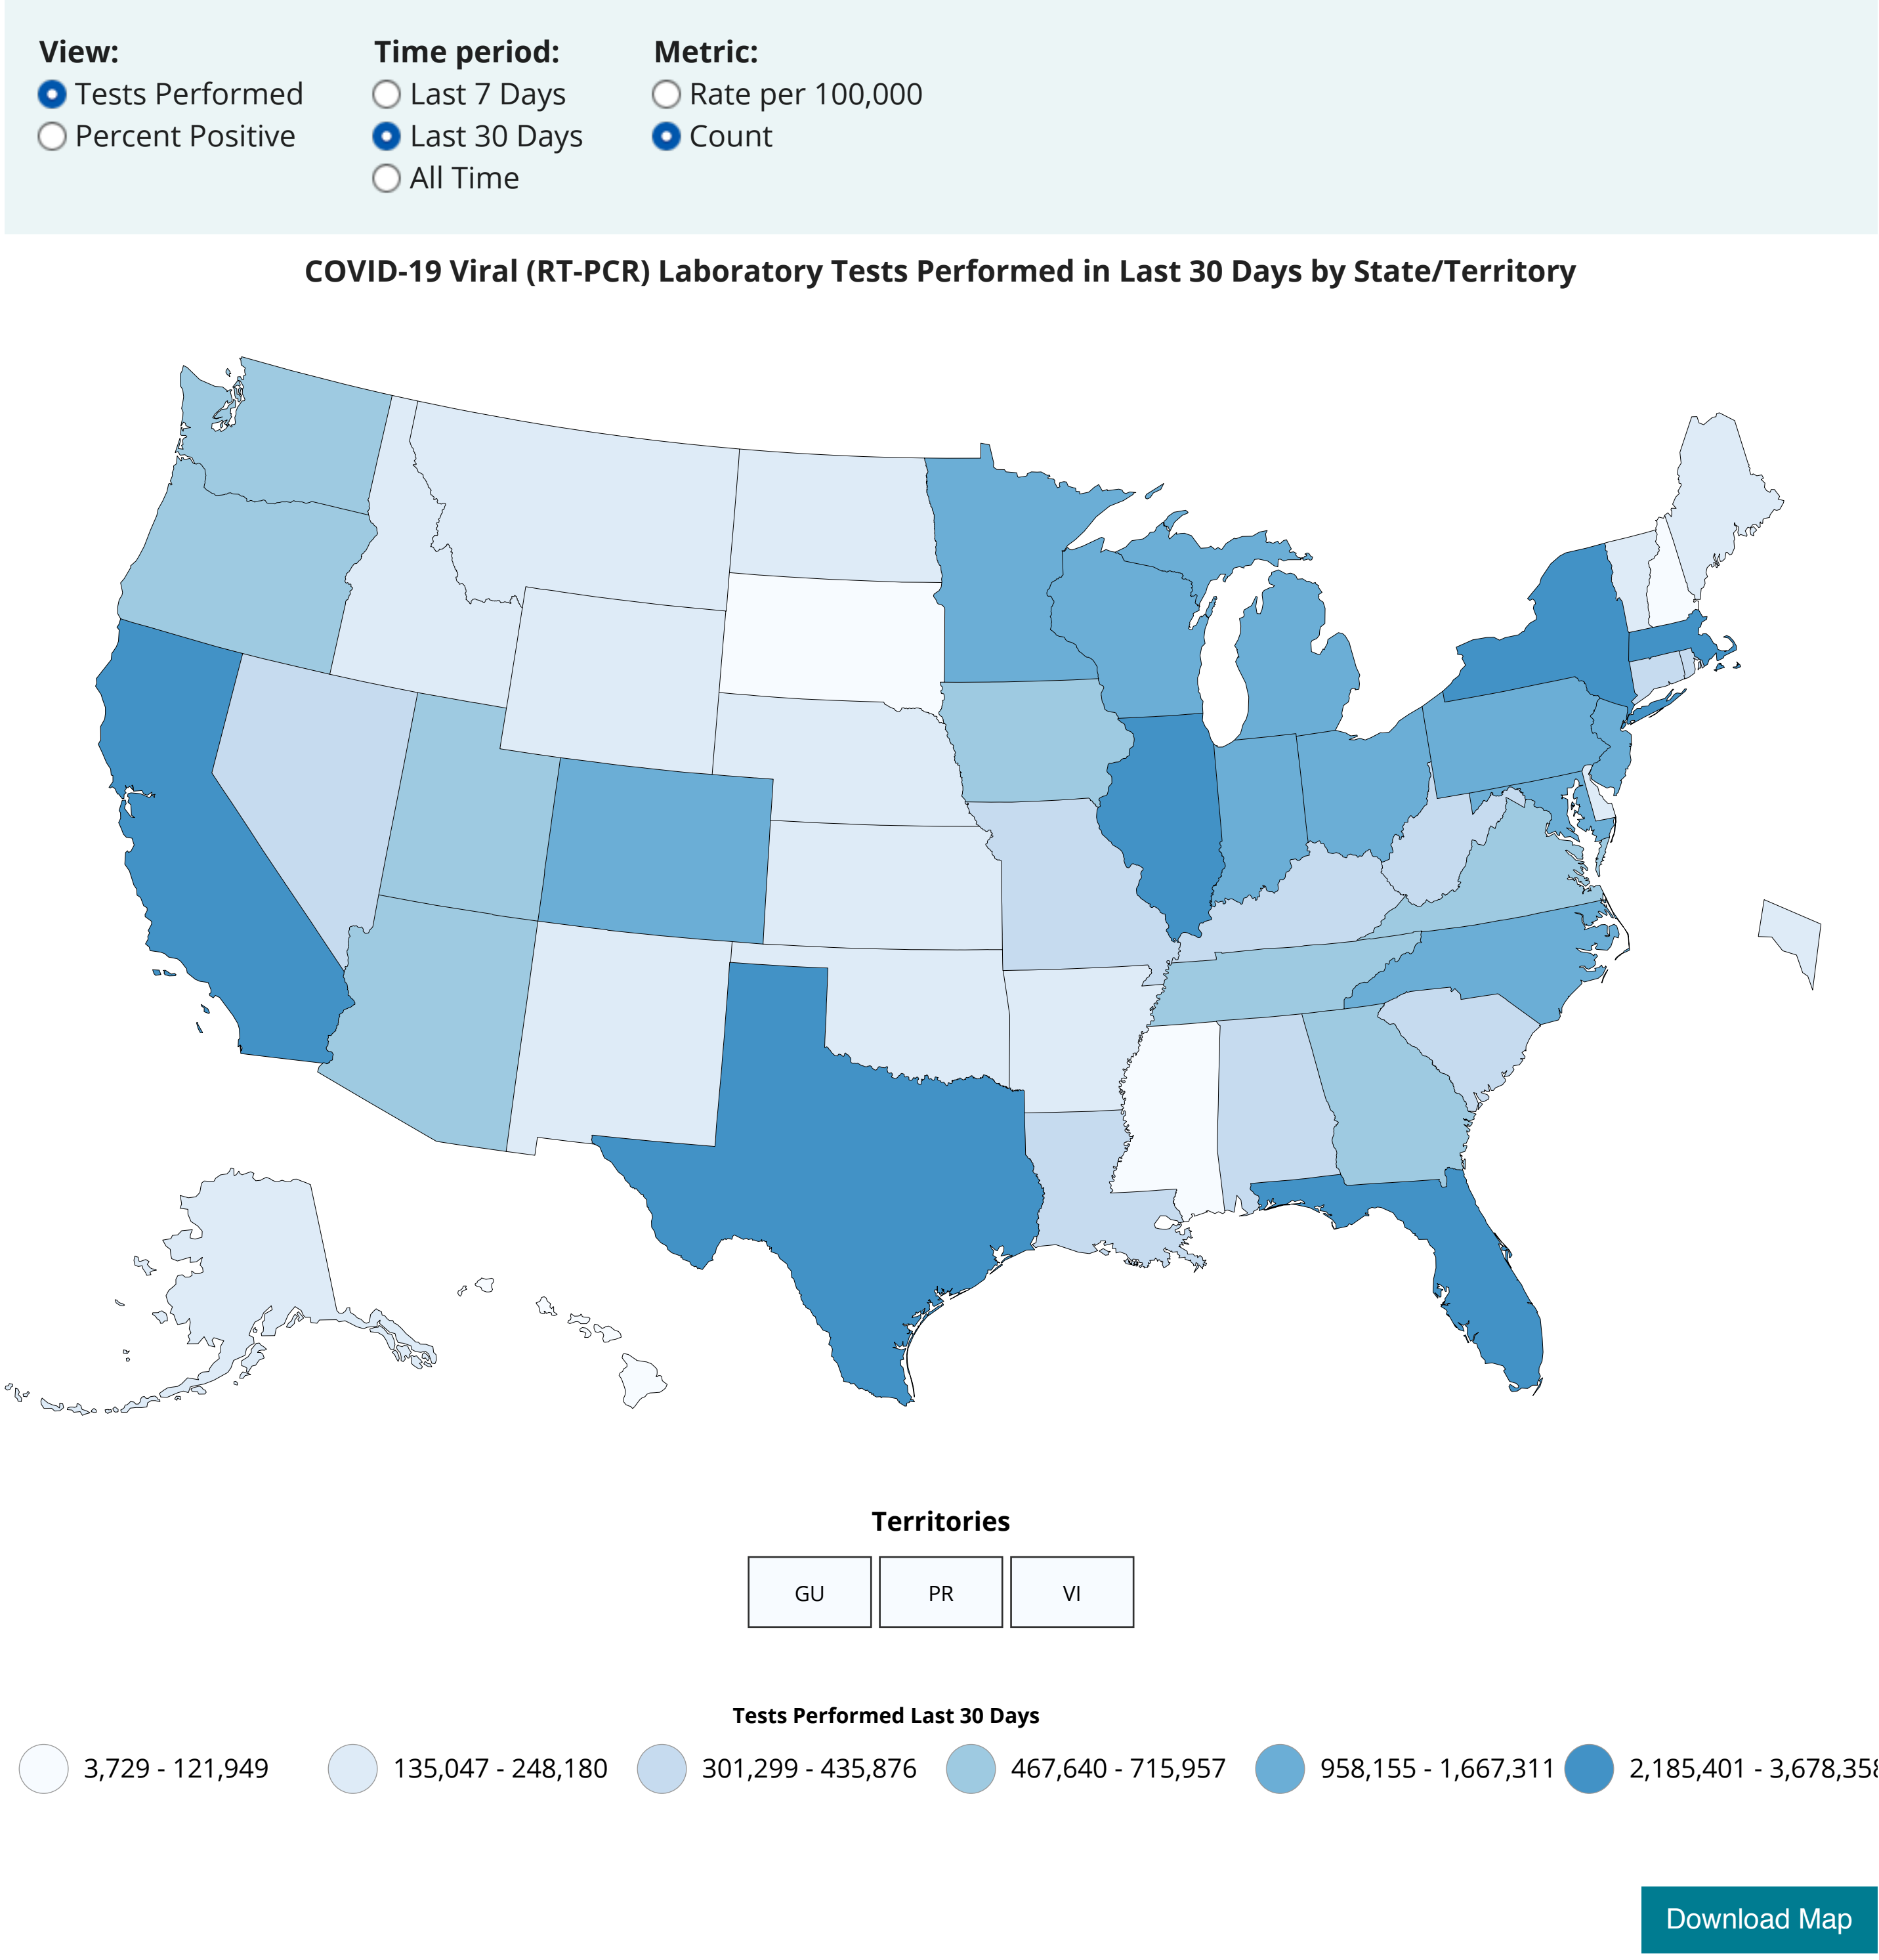 View:
Tests Performed
Percent Positive
Time period:
Last 7 Days
Last 30 Days
All Time
Metric:
Rate per 100,000
Count
COVID-19 Viral (RT-PCR) Laboratory Tests Performed in Last 30 Days by State/Territory
Territories
GU
PR
VI
Tests Performed Last 30 Days
3,729 - 121,949
135,047 - 248,180
301,299 - 435,876
467,640 - 715,957
958,155 - 1,667,311
2,185,401 - 3,678,358
Download Map